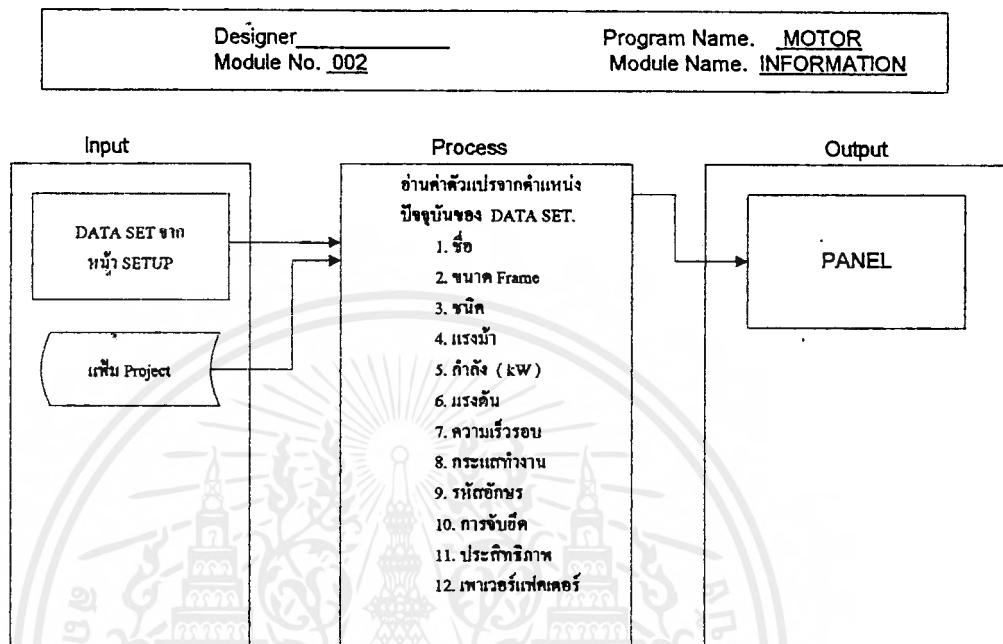 Designer
Program Name. MOTOR
Module No. 002
Module Name. INFORMATION
Input
Process
Output
DATA SET จาก
หน้า SETUP
แฟ้ม Project
อ่านค่าตัวแปรจากตำแหน่ง
ปัจจุบันของ DATA SET.
1. ชื่อ
2. ขนาด Frame
3. ชนิด
4. แรงม้า
5. กำลัง ( kW )
6. แรงดัน
7. ความเร็วรอบ
8. กระแสทำงาน
9. รหัสอักษร
10. การจับยึด
11. ประสิทธิภาพ
12. เพาเวอร์แฟคเตอร์
PANEL